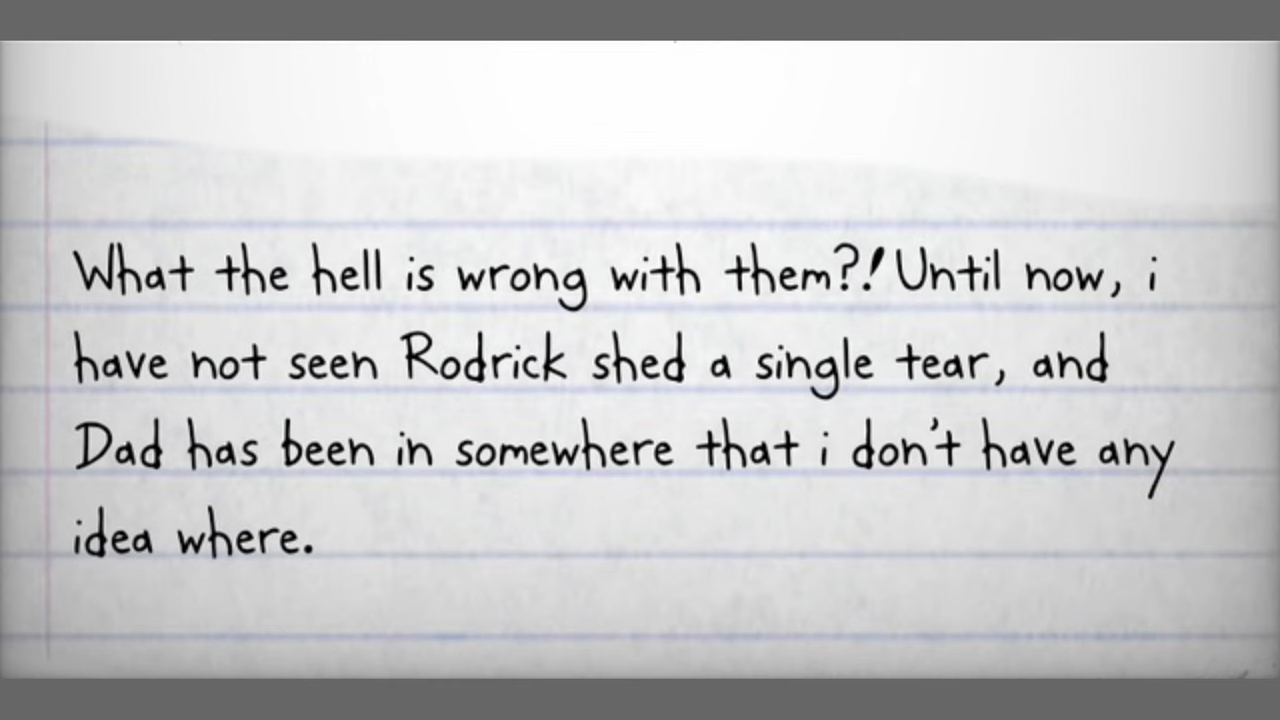 What the hell is wrong with them?! Until now, i
have not seen Rodrick shed a single tear, and
Dad has been in somewhere that i don't have any
idea where.